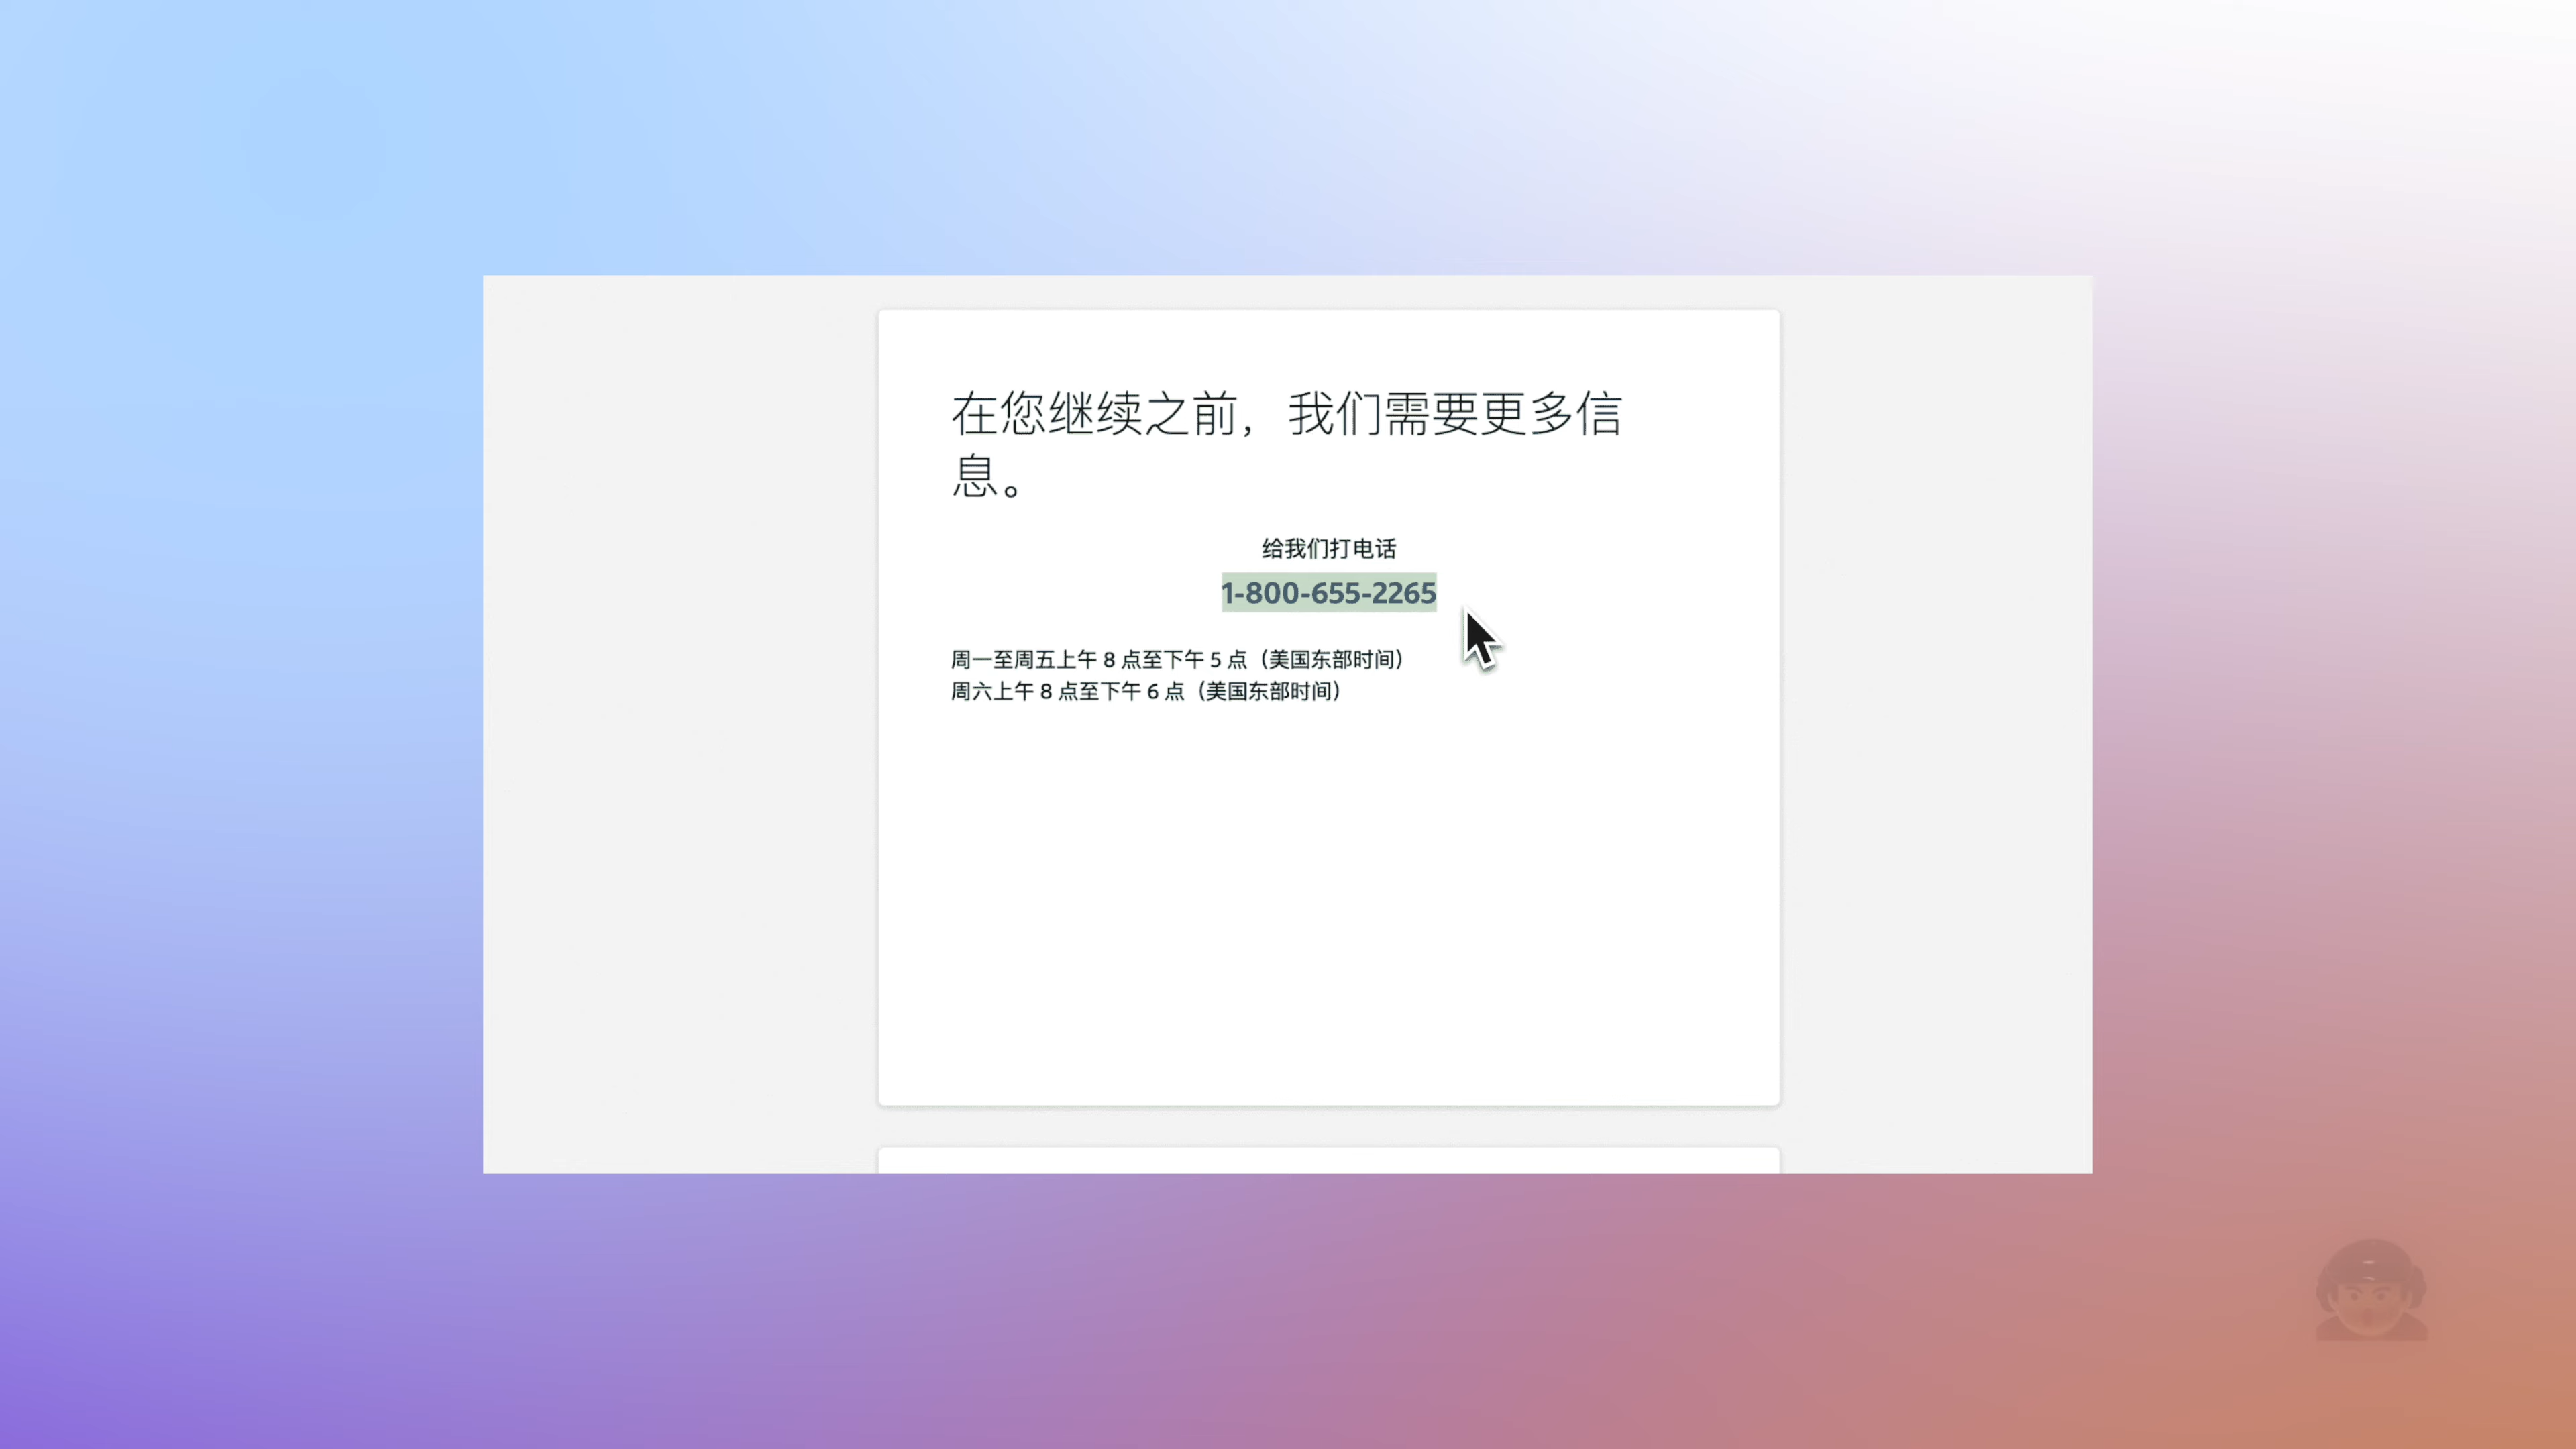 在您继续之前，我们需要更多信
息。
给我们打电话
1-800-655-2265
周一至周五上午 8 点至下午 5 点（美国东部时间）
周六上午 8 点至下午 6 点（美国东部时间）